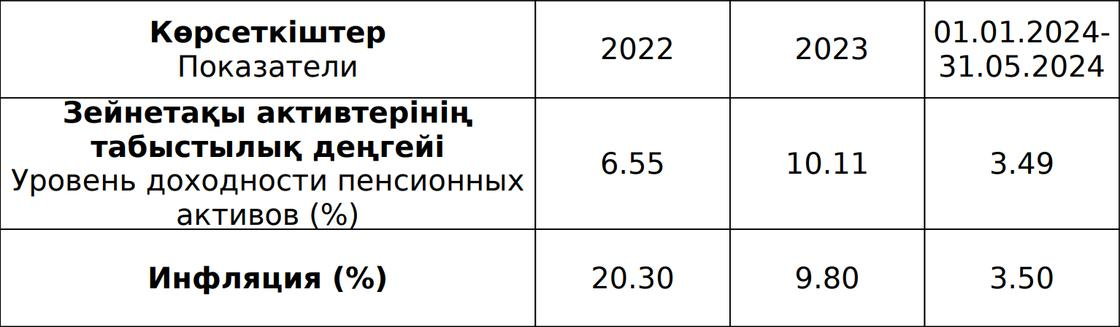 Көрсеткіштер
Показатели
2022
2023
01.01.2024-
31.05.2024
Зейнетақы активтерінің
табыстылық деңгейі
Уровень доходности пенсионных
активов (%)
6.55
10.11
3.49
Инфляция (%)
20.30
9.80
3.50